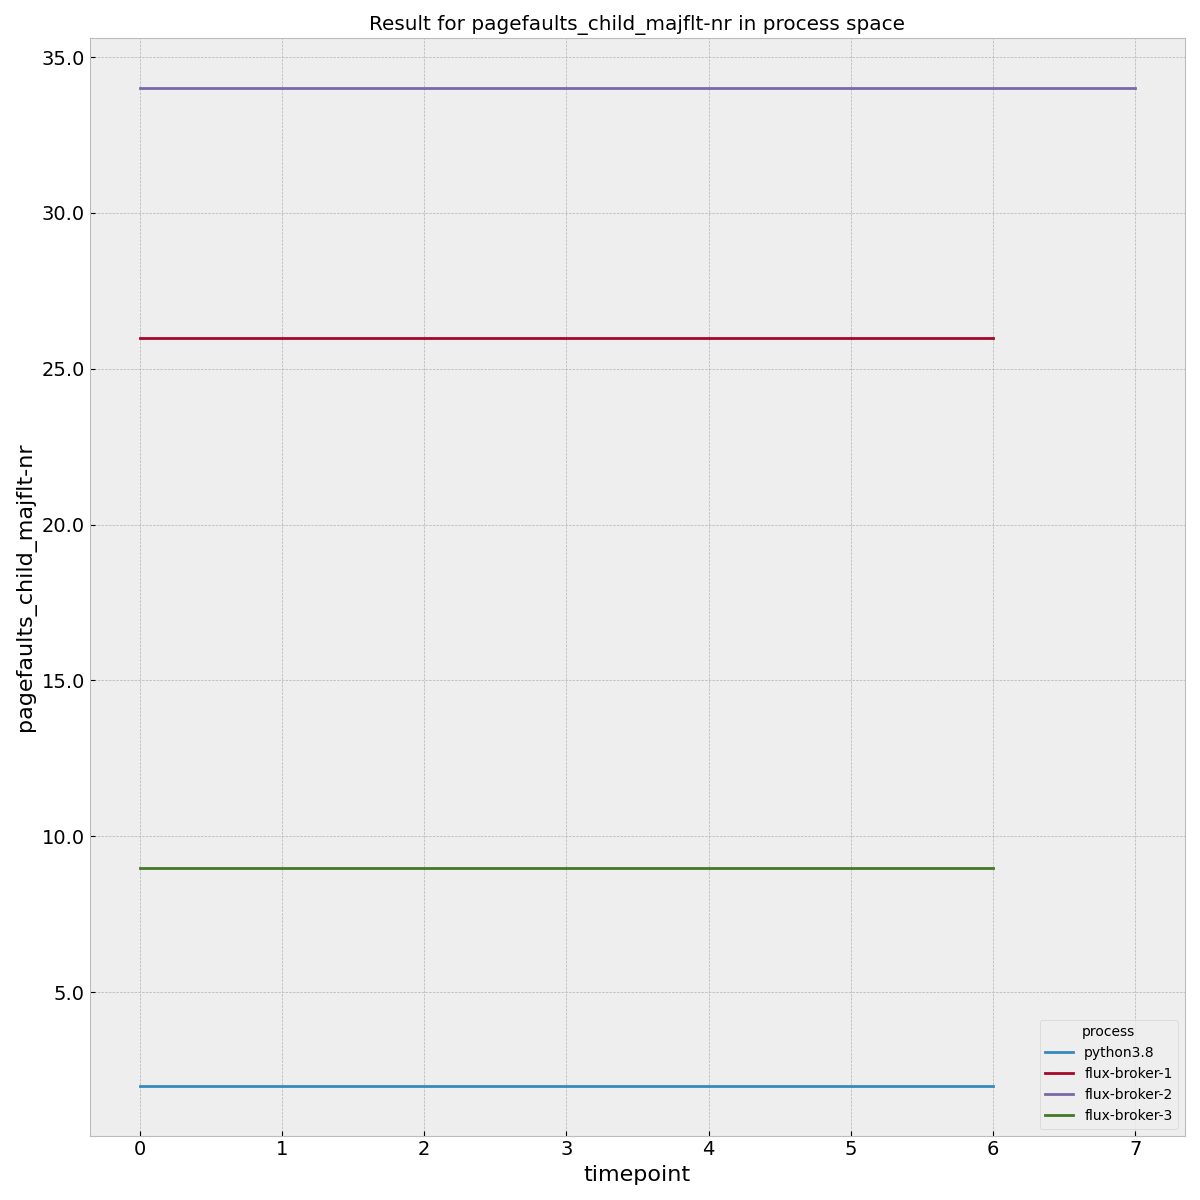 Result for pagefaults_child_majflt-nr in process space
35.0
30.0
25.0
20.0
15.0
10.0
5.0
pagefaults_child_majflt-nr
process
python3.8
flux-broker-1
flux-broker-2
flux-broker-3
0 1 2 3 4 5 6 7
timepoint